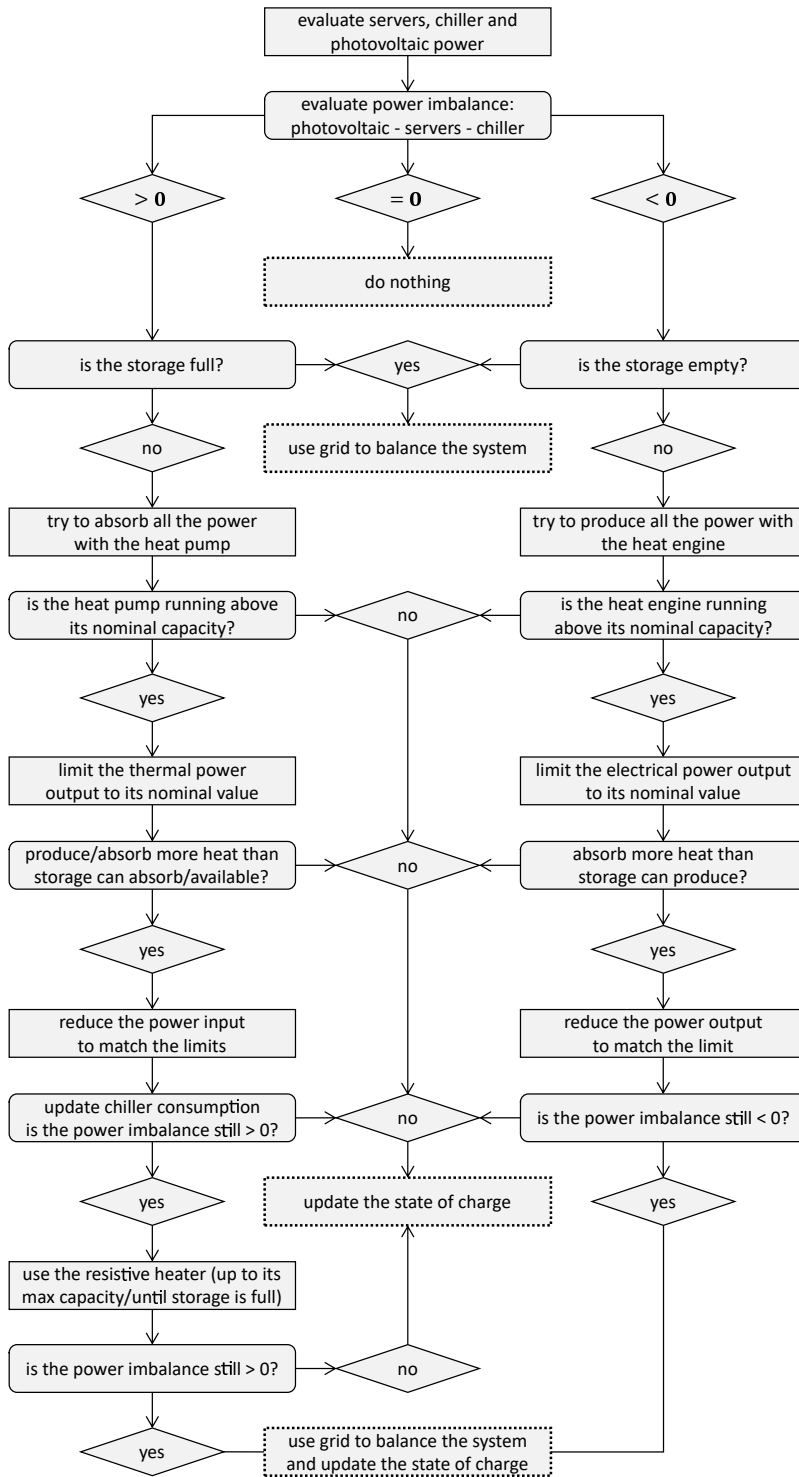 evaluate servers, chiller and
photovoltaic power
evaluate power imbalance:
photovoltaic - servers - chiller
> 0
= 0
< 0
do nothing
is the storage full?
yes
is the storage empty?
no
use grid to balance the system
no
try to absorb all the power
with the heat pump
try to produce all the power with
the heat engine
is the heat pump running above
its nominal capacity?
no
is the heat engine running
above its nominal capacity?
yes
yes
limit the thermal power
output to its nominal value
limit the electrical power output
to its nominal value
produce/absorb more heat than
storage can absorb/available?
no
absorb more heat than
storage can produce?
yes
yes
reduce the power input
to match the limits
reduce the power output
to match the limit
update chiller consumption
is the power imbalance still > 0?
no
is the power imbalance still < 0?
yes
update the state of charge
yes
use the resistive heater (up to its
max capacity/until storage is full)
is the power imbalance still > 0?
no
yes
use grid to balance the system
and update the state of charge